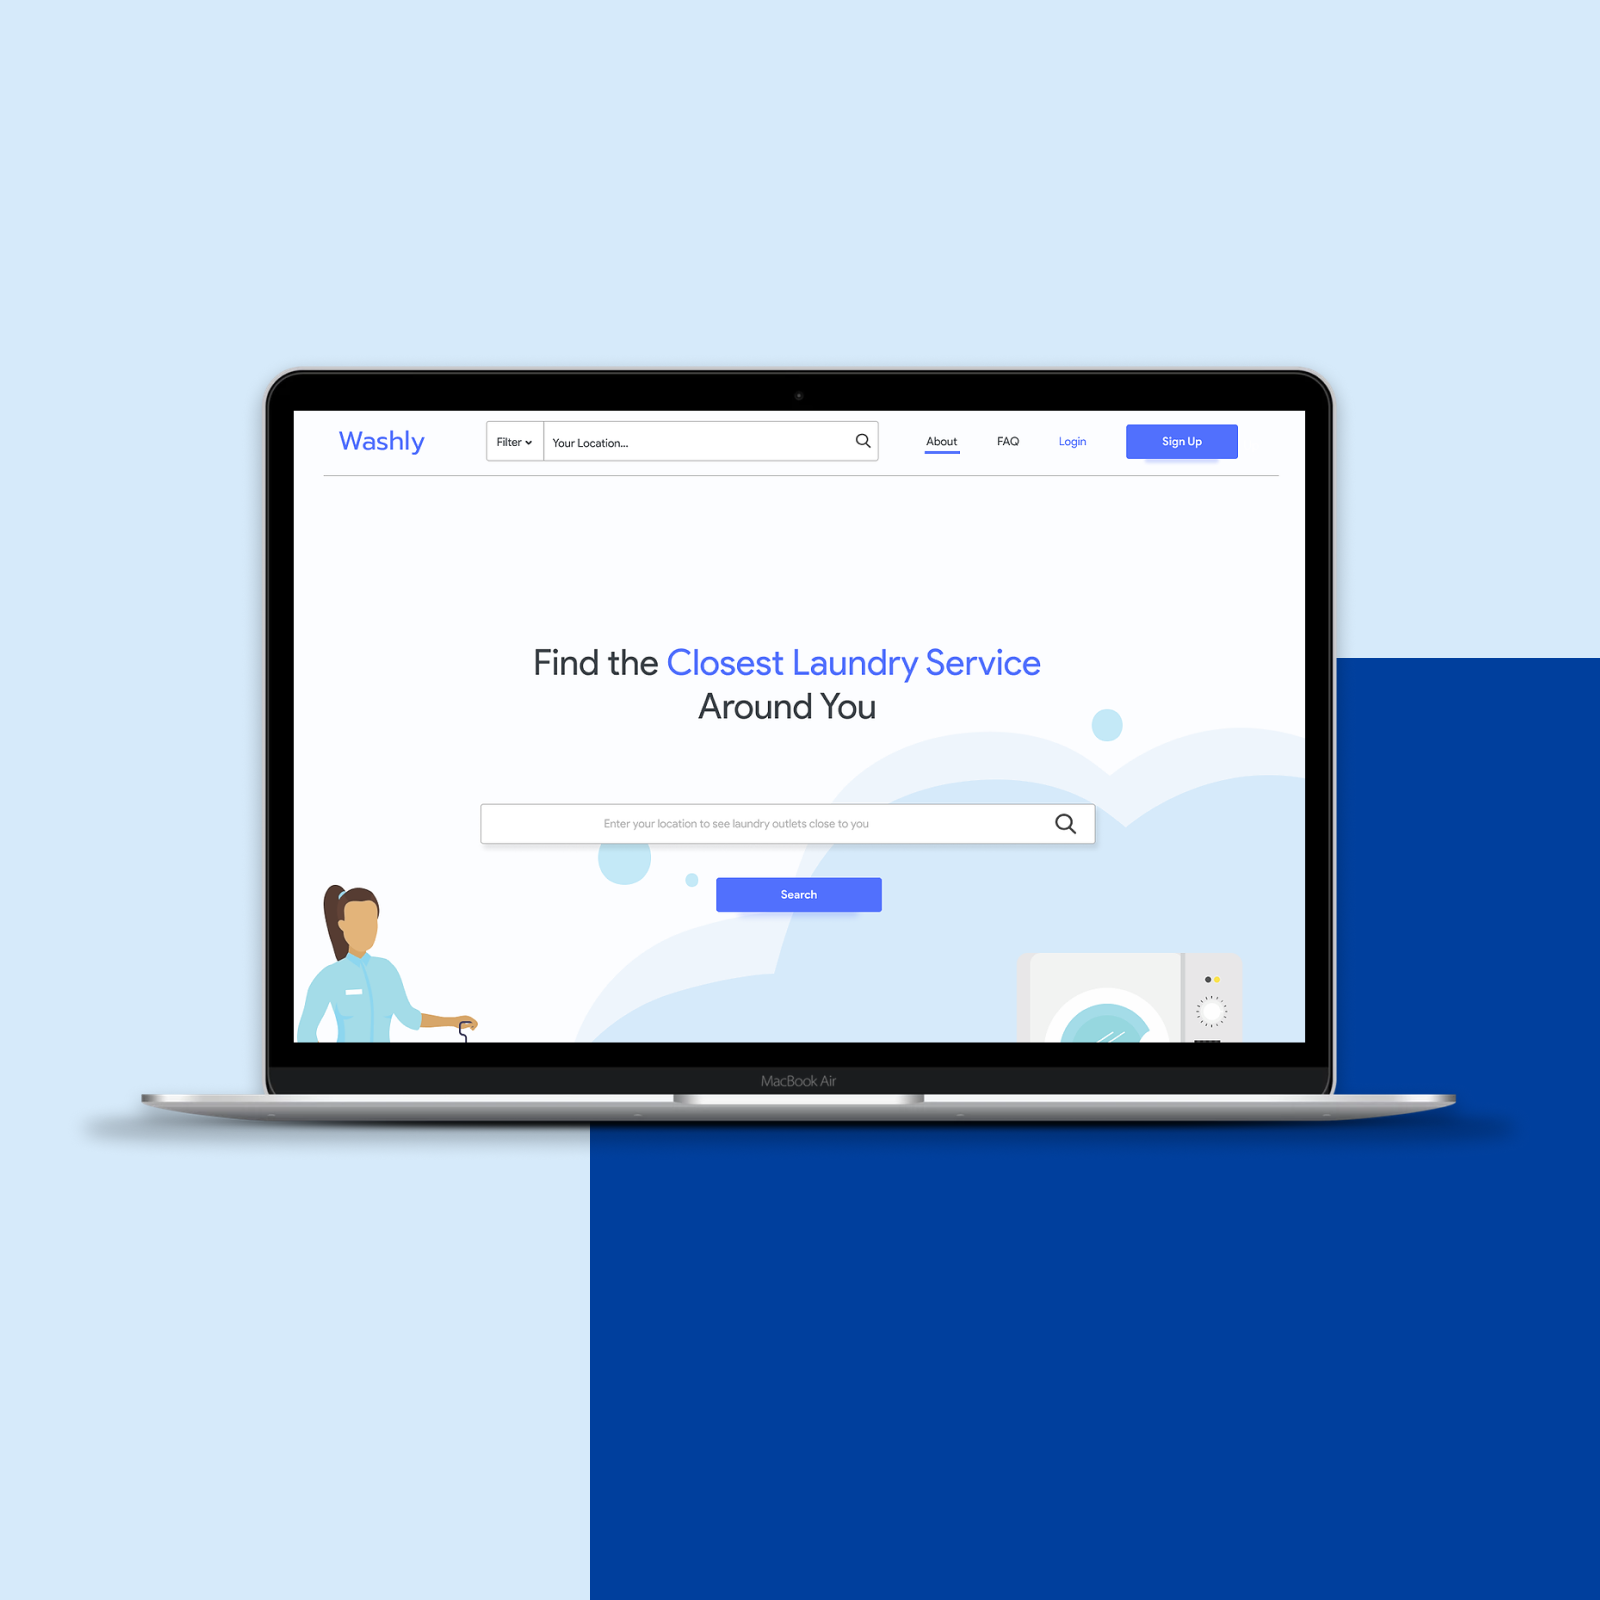 Washly
Filter
Your Location...
About
FAQ
Login
Sign Up
Find the Closest Laundry Service
Around You
Enter your location to see laundry outlets close to you
Search
MacBook Air